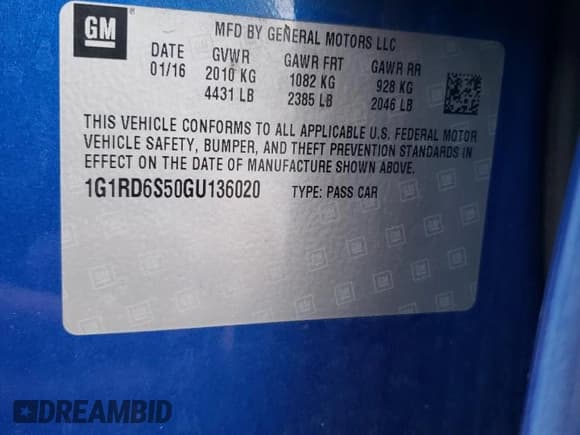 GM
MFD BY GENERAL MOTORS LLC
DATE GVWR GAWR FRT GAWR RR
01/16 2010 KG 1082 KG 928 KG
4431 LB 2385 LB 2046 LB
THIS VEHICLE CONFORMS TO ALL APPLICABLE U.S. FEDERAL MOTOR
VEHICLE SAFETY, BUMPER, AND THEFT PREVENTION STANDARDS IN
EFFECT ON THE DATE OF MANUFACTURE SHOWN ABOVE.
1G1RD6S50GU136020 TYPE: PASS CAR
DREAMBID